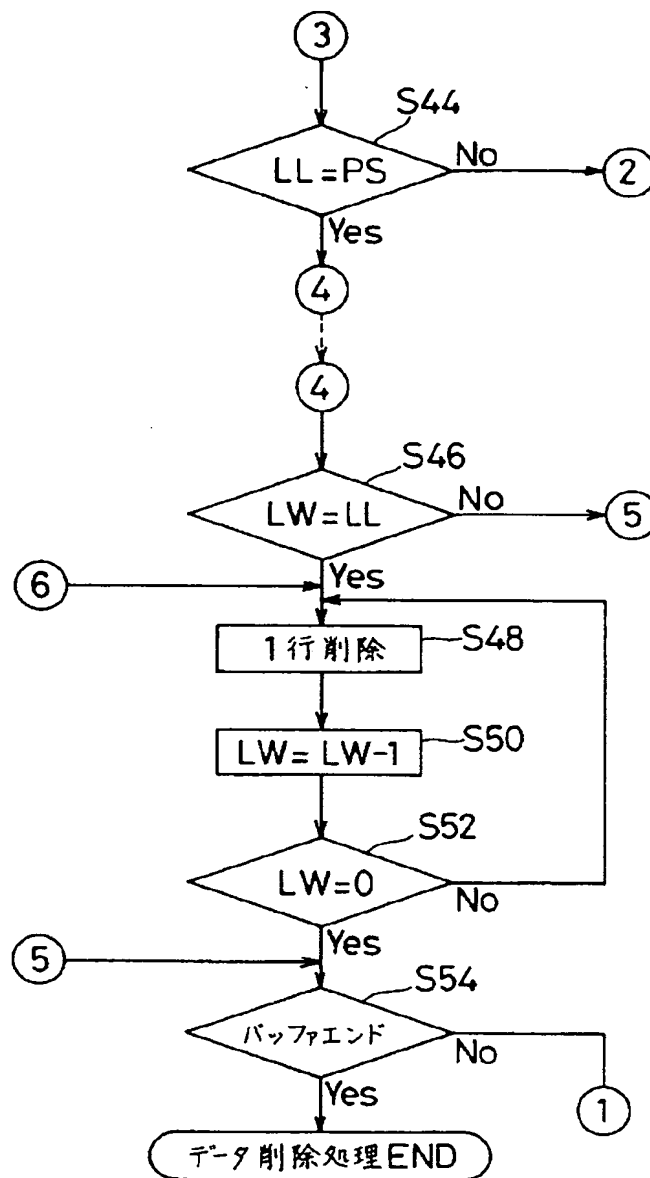 3
S44
LL=PS
No
2
Yes
4
4
S46
LW=LL
No
5
6
Yes
1行削除
S48
LW=LW-1
S50
S52
LW=0
No
5
Yes
S54
バッファエンド
No
Yes
1
データ削除処理END